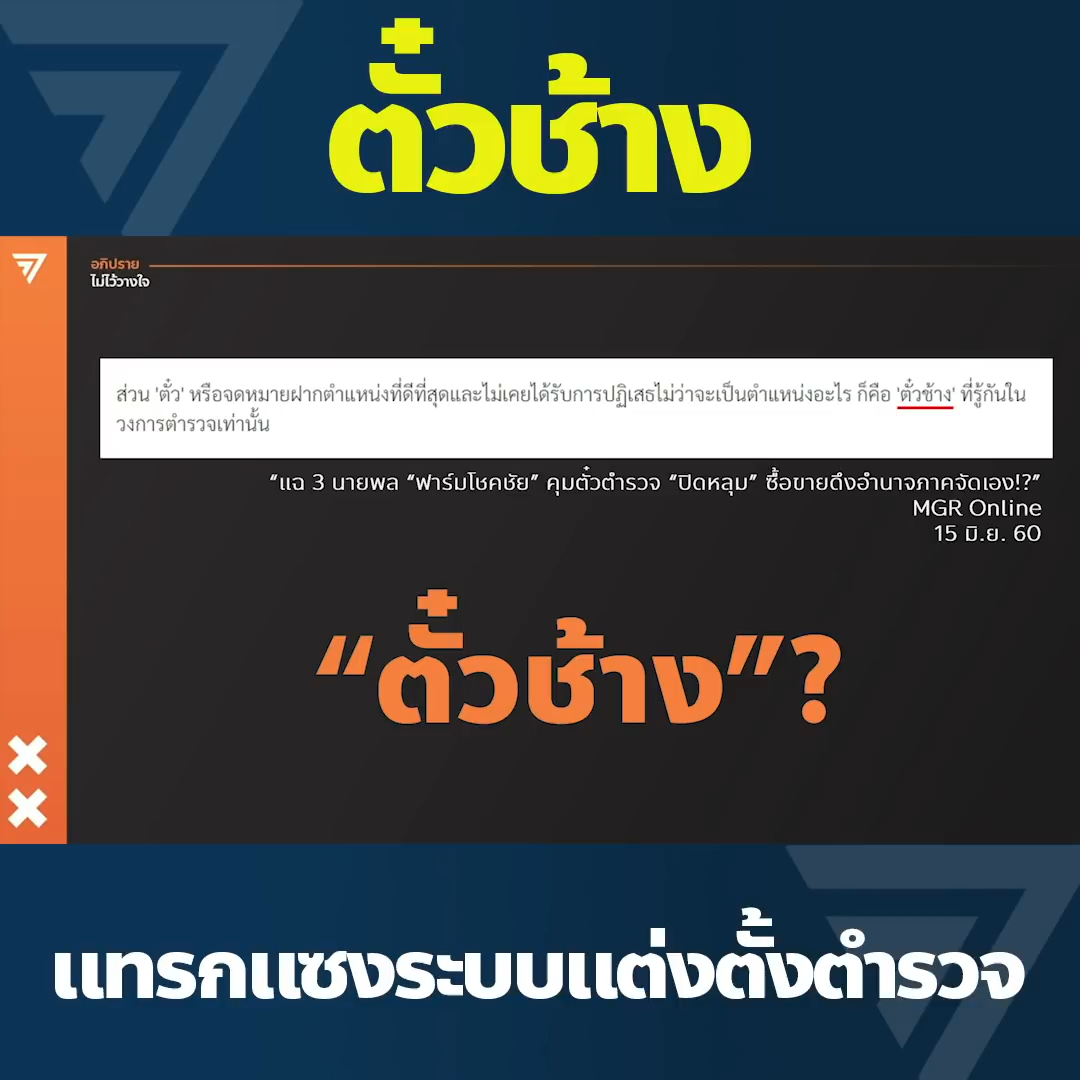 ตั๋วช้าง
อภิปราย
ไม่ไว้วางใจ
ส่วน 'ตั๋ว' หรือจดหมายฝากตำแหน่งที่ดีที่สุดและไม่เคยได้รับการปฏิเสธไม่ว่าจะเป็นตำแหน่งอะไร ก็คือ 'ตั๋วช้าง' ที่รู้กันใน
วงการตำรวจเท่านั้น
“แฉ 3 นายพล “ฟาร์มโชคชัย” คุมตั๋วตำรวจ “ปิดหลุม” ซื้อขายดึงอำนาจภาคจัดเอง!?”
MGR Online
15 มิ.ย. 60
“ตั๋วช้าง”?
แทรกแซงระบบแต่งตั้งตำรวจ